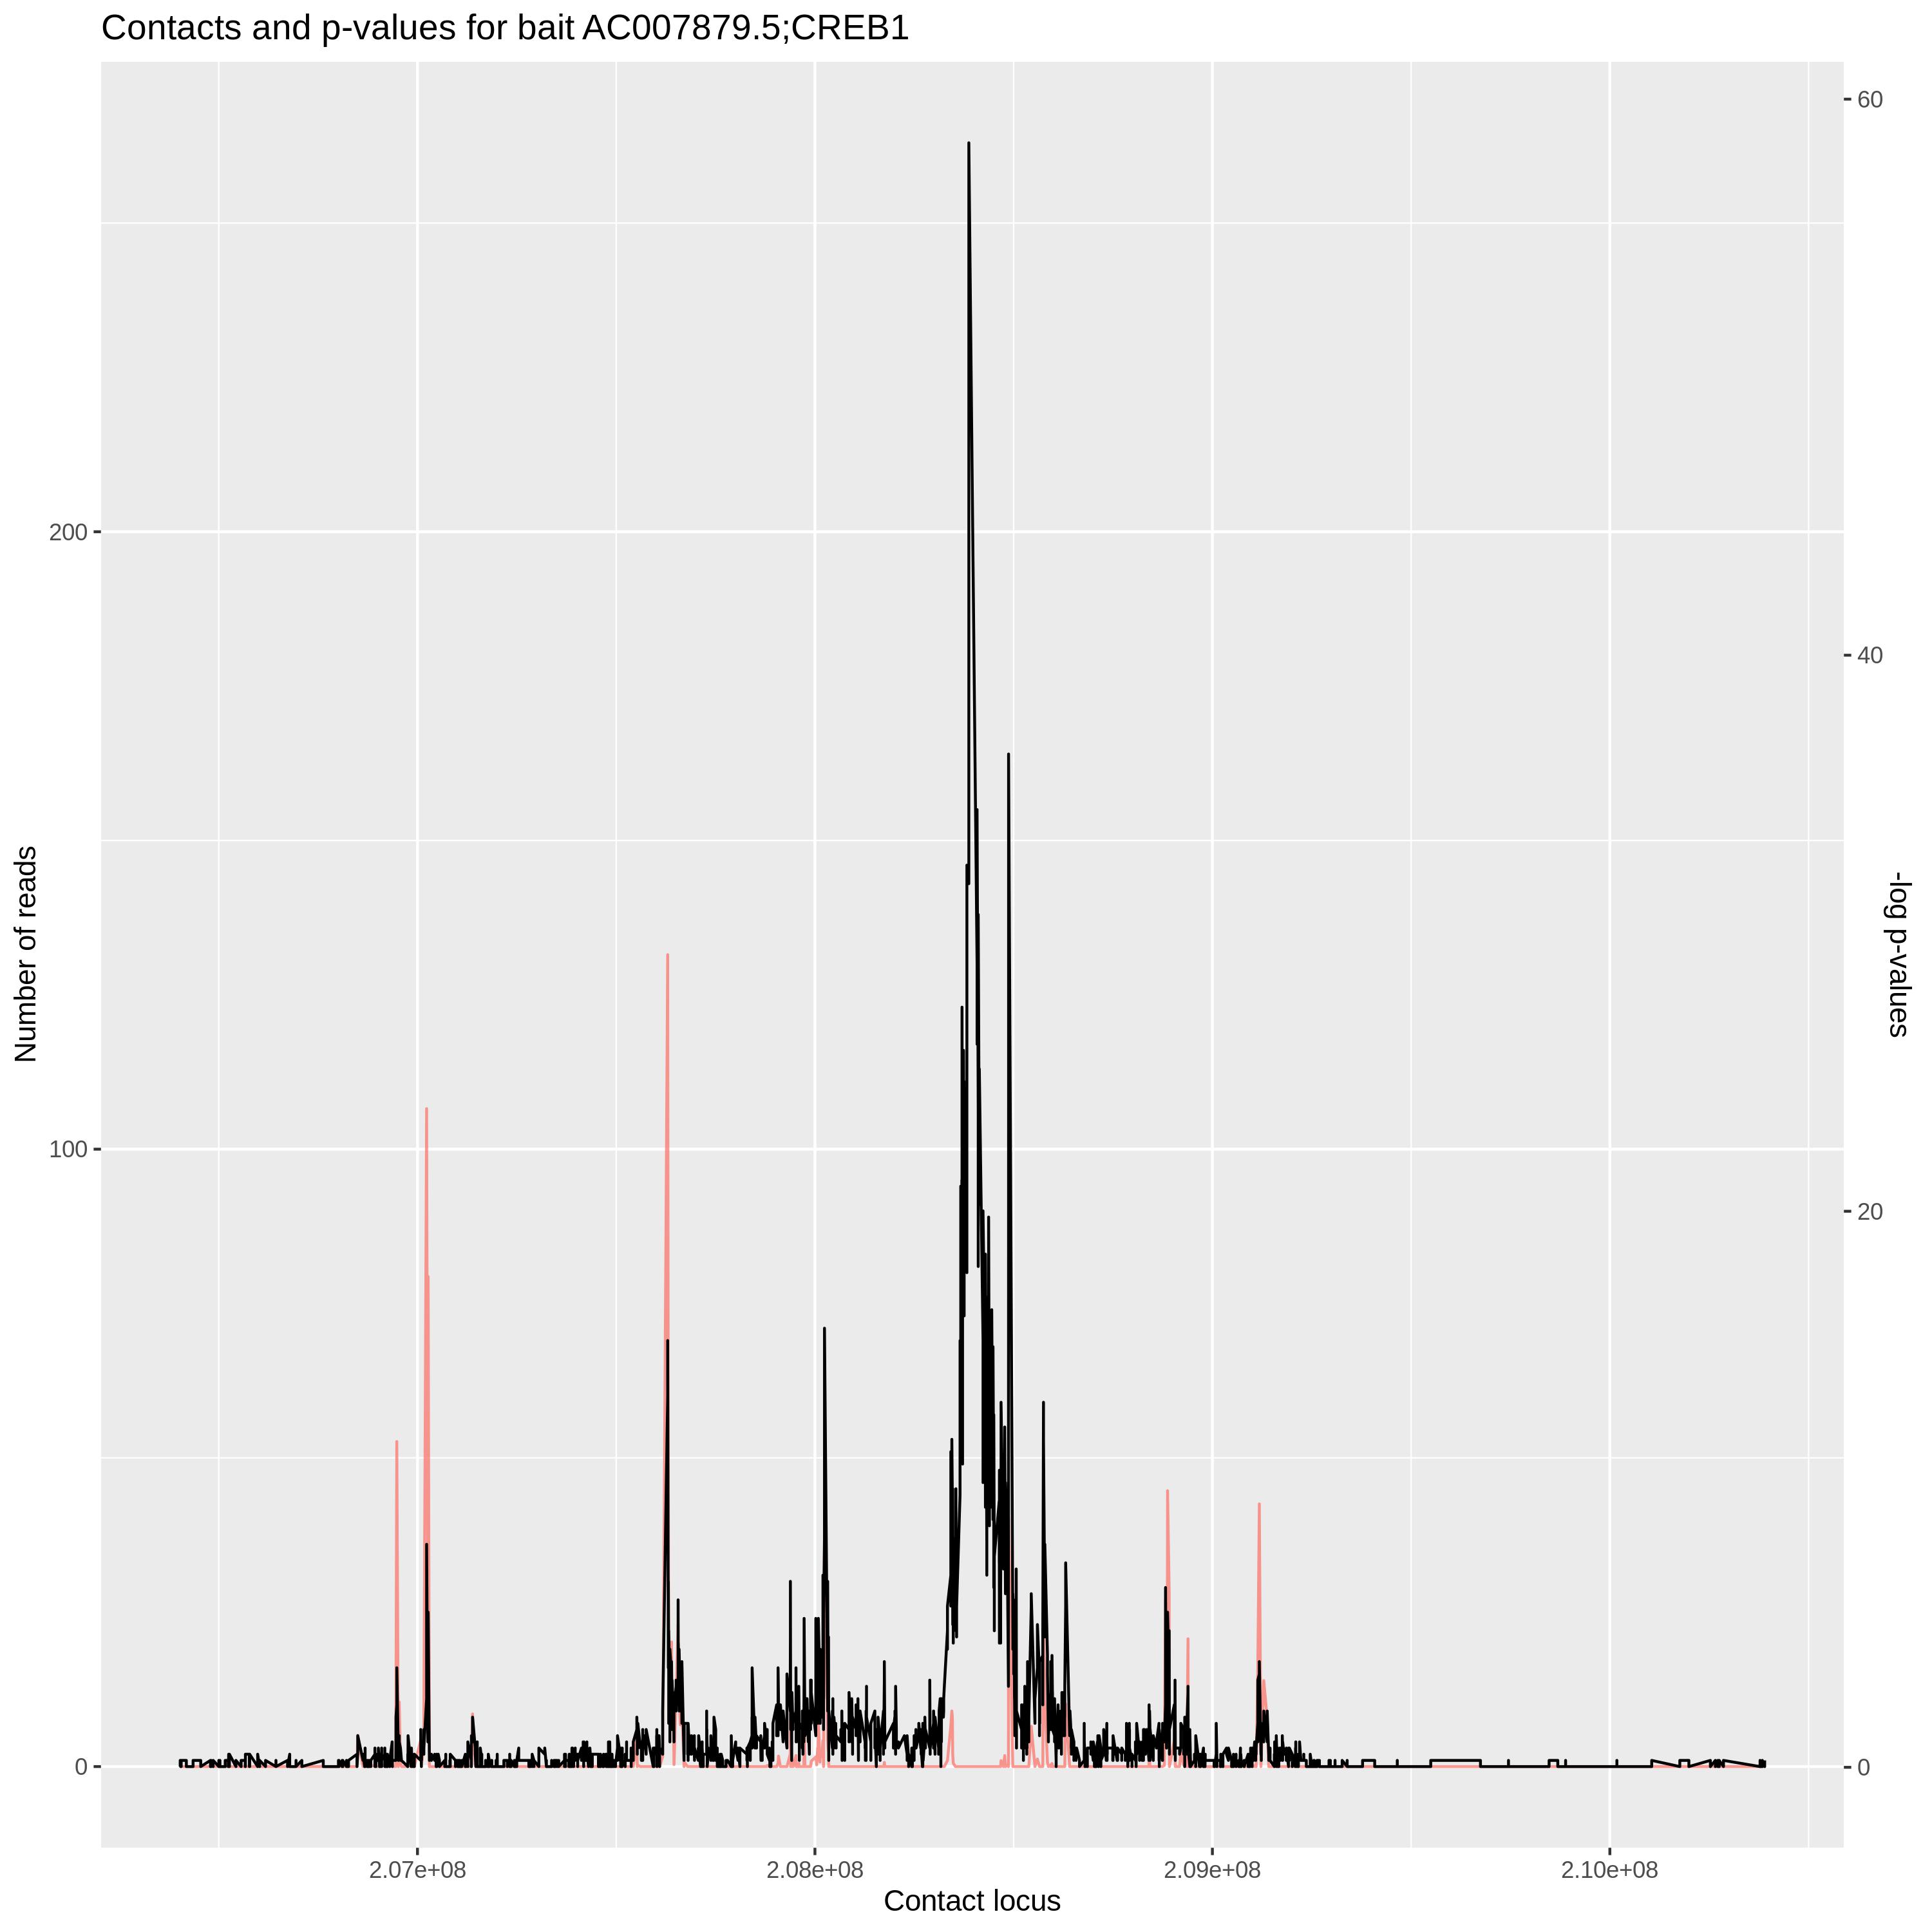 Contacts and p-values for bait AC007879.5;CREB1
60
200
40
Number of reads
-log p-values
100
20
0
0
2.07e+08
2.08e+08
2.09e+08
2.10e+08
Contact locus